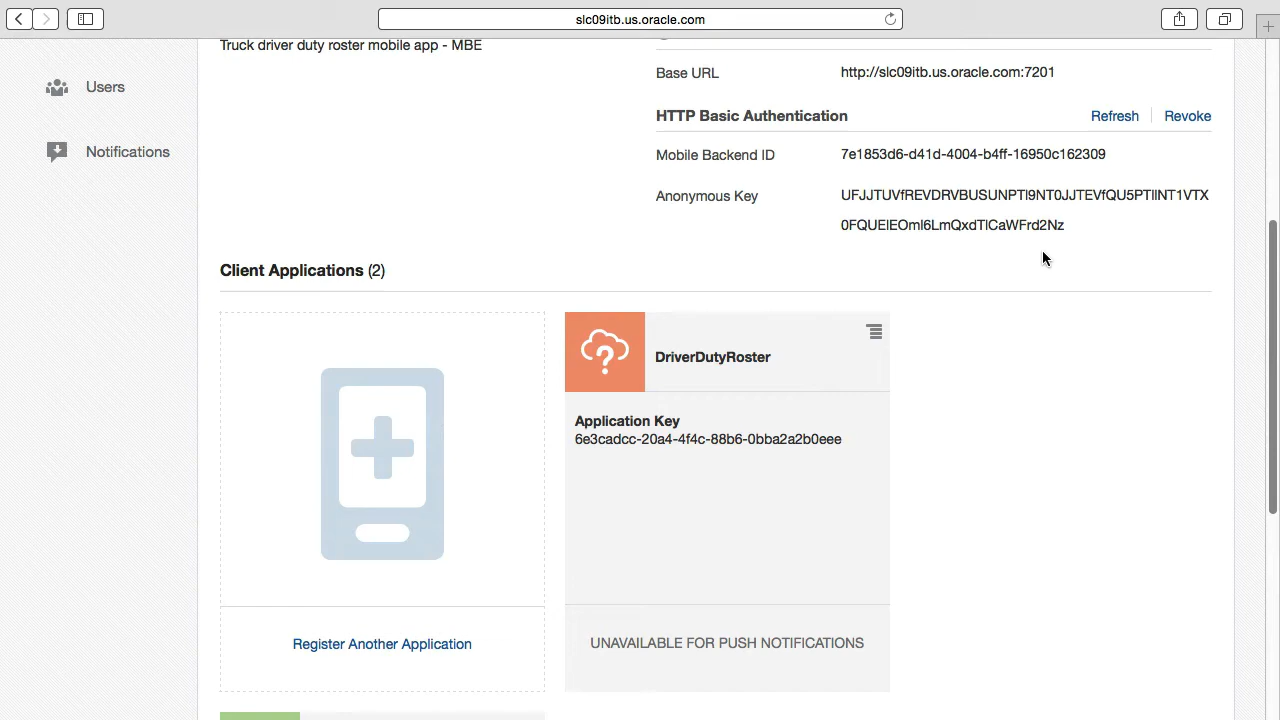 slc09itb.us.oracle.com
Truck driver duty roster mobile app - MBE
Users
Notifications
Base URL http://slc09itb.us.oracle.com:7201
HTTP Basic Authentication Refresh Revoke
Mobile Backend ID 7e1853d6-d41d-4004-b4ff-16950c162309
Anonymous Key UFJJTUVfREVDRVBUSUNPTl9NT0JJTEVfQU5PTllNT1VTX
0FQUElEOml6LmQxdTlCaWFrd2Nz
Client Applications (2)
DriverDutyRoster
Application Key
6e3cadcc-20a4-4f4c-88b6-0bba2a2b0eee
Register Another Application
UNAVAILABLE FOR PUSH NOTIFICATIONS